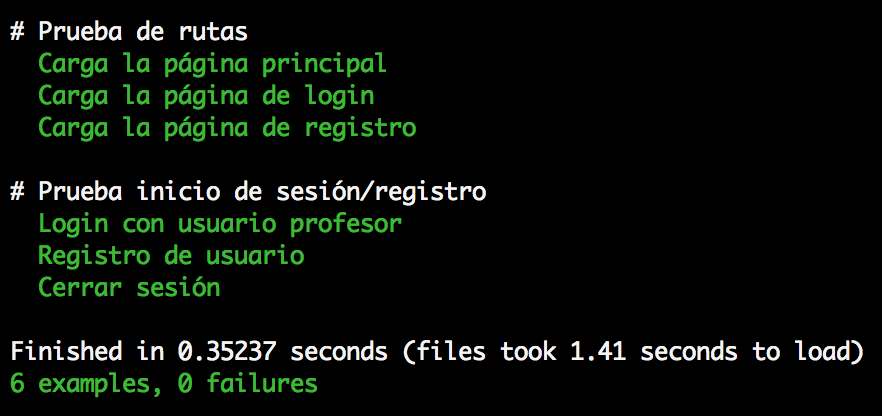 # Prueba de rutas
Carga la página principal
Carga la página de login
Carga la página de registro
# Prueba inicio de sesión/registro
Login con usuario profesor
Registro de usuario
Cerrar sesión
Finished in 0.35237 seconds (files took 1.41 seconds to load)
6 examples, 0 failures